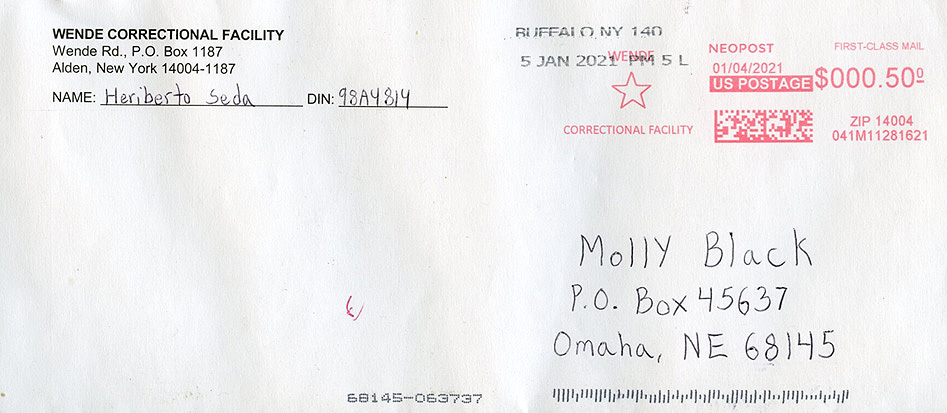 WENDE CORRECTIONAL FACILITY
Wende Rd., P.O. Box 1187
Alden, New York 14004-1187
NAME: Heriberto Seda DIN: 98A4814
BUFFALO NY 140
5 JAN 2021 PM 5 L
WENDE
CORRECTIONAL FACILITY
NEOPOST
FIRST-CLASS MAIL
01/04/2021
US POSTAGE $000.50⁰
ZIP 14004
041M11281621
Molly Black
P.O. Box 45637
Omaha, NE 68145
68145-063737